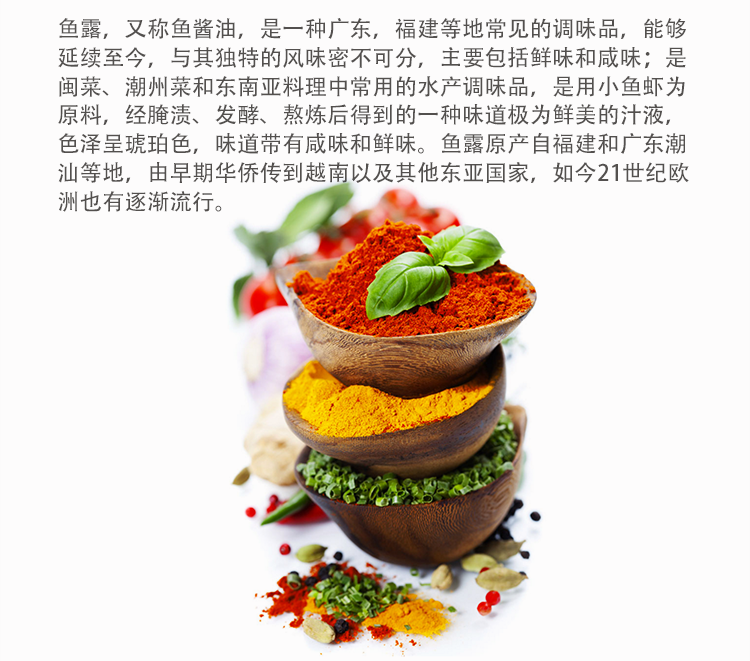 鱼露，又称鱼酱油，是一种广东，福建等地常见的调味品，能够
延续至今，与其独特的风味密不可分，主要包括鲜味和咸味；是
闽菜、潮州菜和东南亚料理中常用的水产调味品，是用小鱼虾为
原料，经腌渍、发酵、熬炼后得到的一种味道极为鲜美的汁液，
色泽呈琥珀色，味道带有咸味和鲜味。鱼露原产自福建和广东潮
汕等地，由早期华侨传到越南以及其他东亚国家，如今21世纪欧
洲也有逐渐流行。